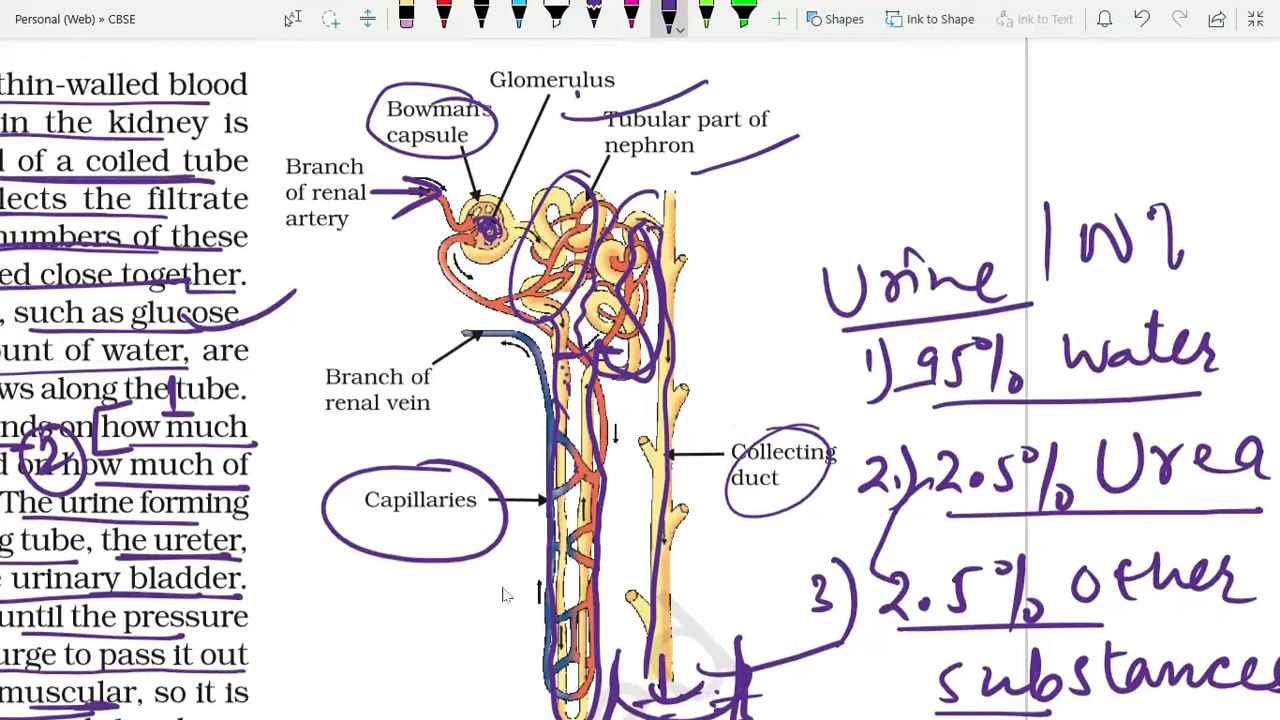 Personal (Web) » CBSE
Shapes
Ink to Shape
Ink to Text
thin-walled blood
in the kidney is
l of a coiled tube
lects the filtrate
numbers of these
ed close together.
, such as glucose,
ount of water, are
ws along the tube.
nds on how much
d on how much of
The urine forming
g tube, the ureter,
e urinary bladder.
until the pressure
urge to pass it out
muscular, so it is
1
2
Glomerulus
Bowman's
capsule
Tubular part of
nephron
Branch
of renal
artery
Branch of
renal vein
Capillaries
Collecting
duct
Urine
1) 95% water
2.) 2.5% Urea
3) 2.5% other
substances